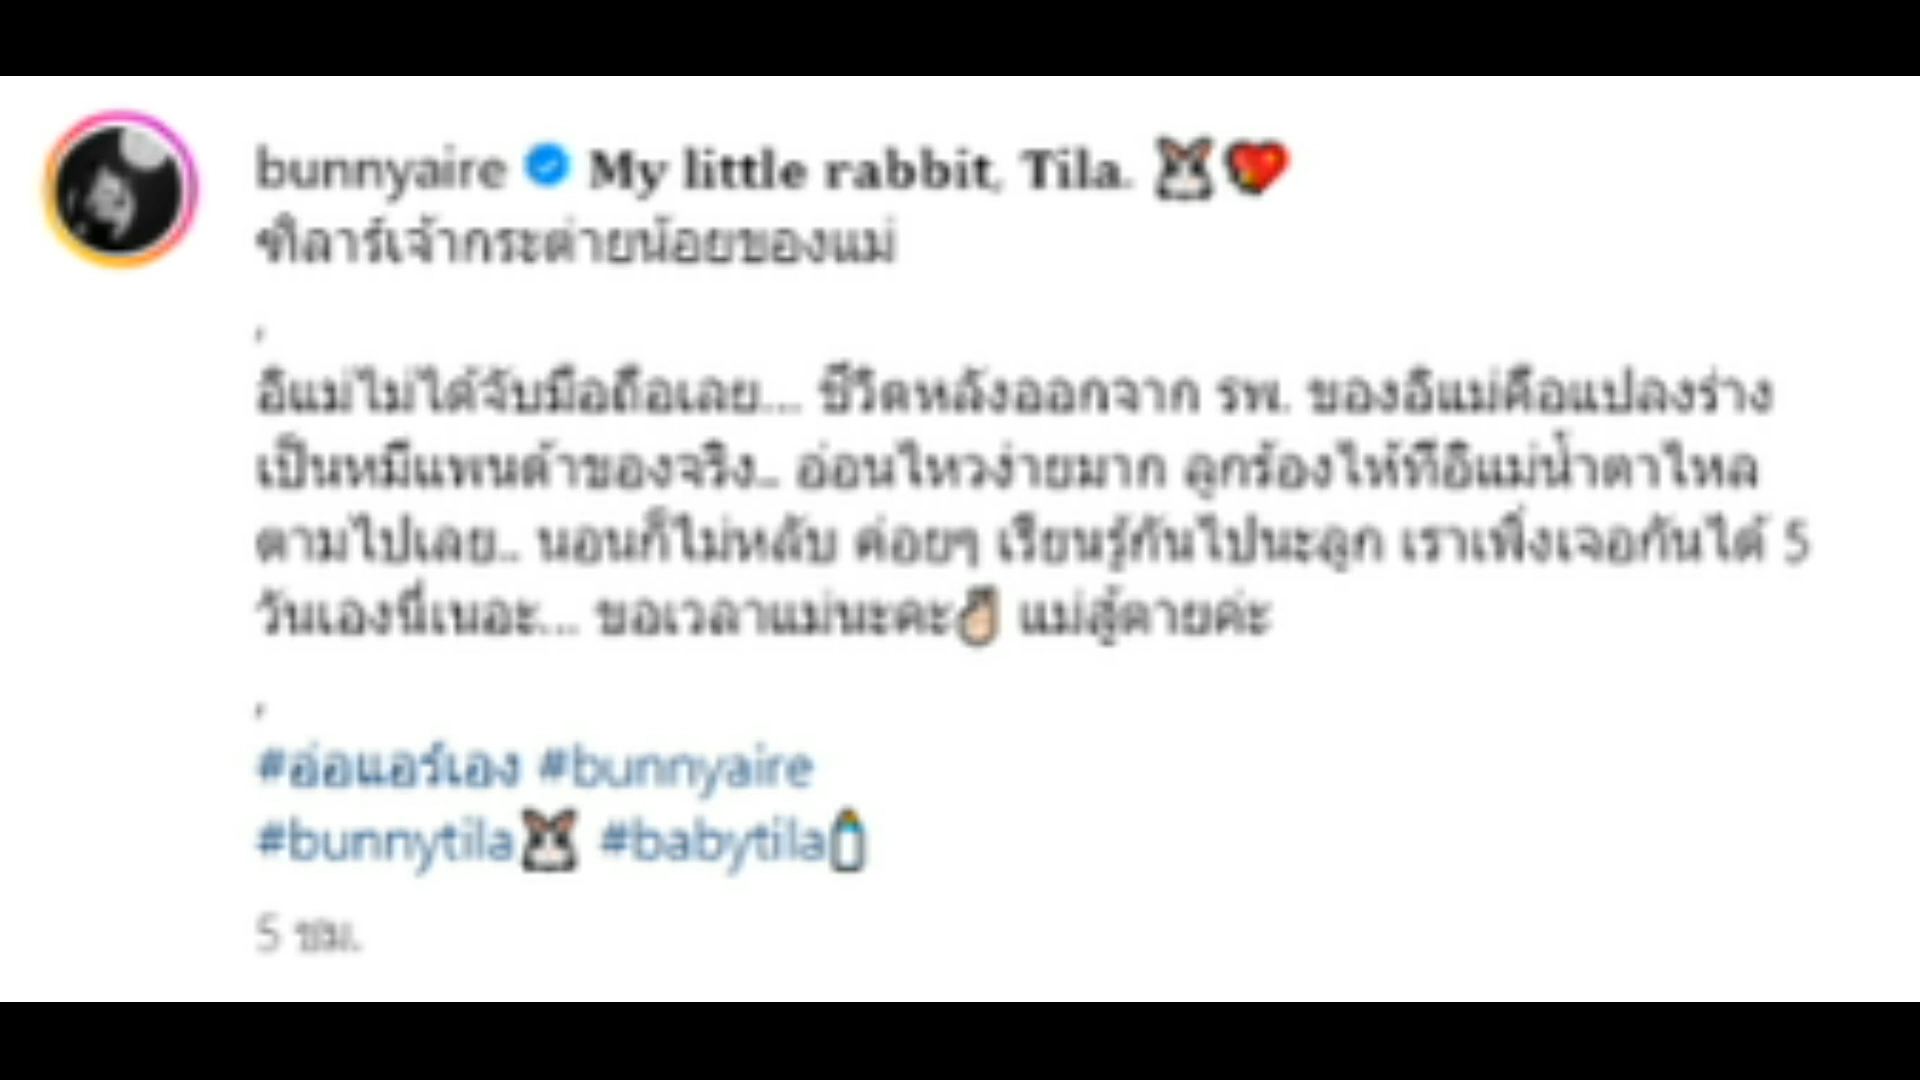 bunnyaire My little rabbit, Tila. 🐰💝
ฑิลาร์เจ้ากระต่ายน้อยของแม่
,
อิแม่ไม่ได้จับมือถือเลย... ชีวิตหลังออกจาก รพ. ของอิแม่คือแปลงร่าง
เป็นหมีแพนด้าของจริง.. อ่อนไหวง่ายมาก ลูกร้องไห้ทีอิแม่น้ำตาไหล
ตามไปเลย.. นอนก็ไม่หลับ ค่อยๆ เรียนรู้กันไปนะลูก เราเพิ่งเจอกันได้ 5
วันเองนี่เนอะ... ขอเวลาแม่นะคะ✌🏻 แม่สู้ตายค่ะ
,
#อ๋อแอร์เอง #bunnyaire
#bunnytila🐰 #babytila🍼
5 ชม.